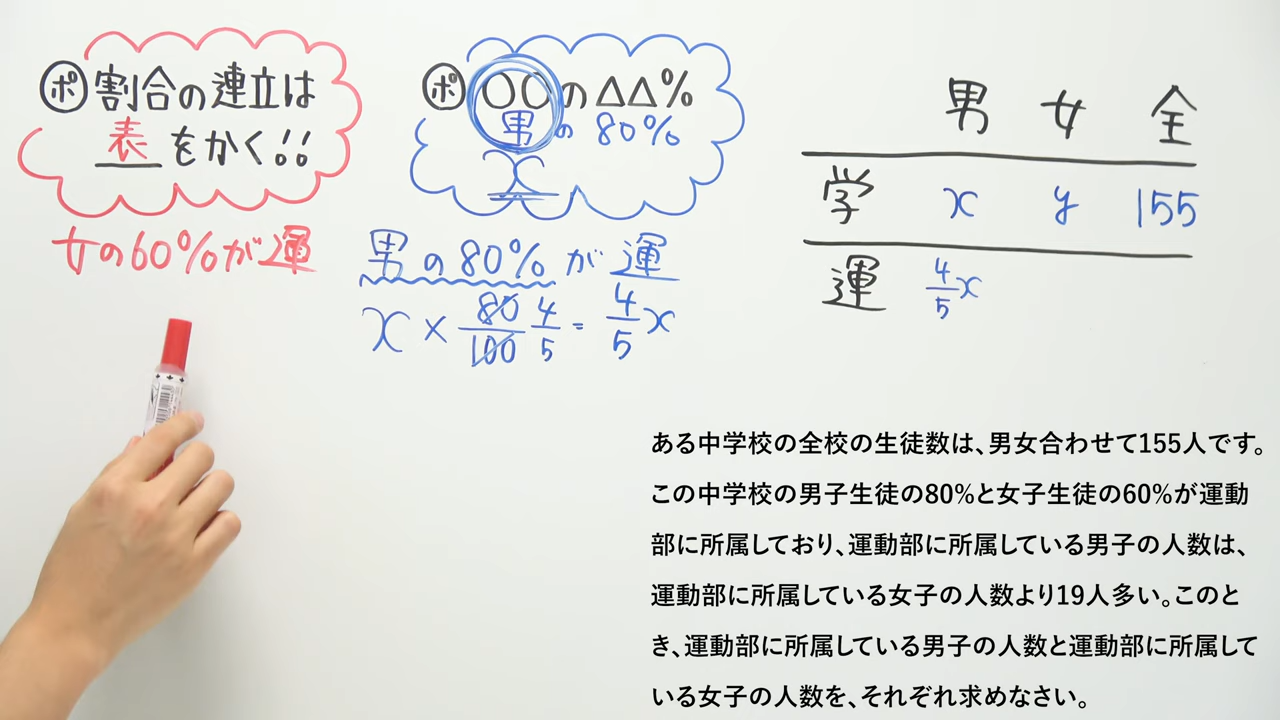 ポ 割合の連立は
表をかく!!
女の60%が運
ポ ○○の△△%
男の80%
x
男の80%が運
x × 80/100 4/5 = 4/5 x
男 女 全
学 x y 155
運 4/5 x
ある中学校の全校の生徒数は、男女合わせて155人です。
この中学校の男子生徒の80%と女子生徒の60%が運動
部に所属しており、運動部に所属している男子の人数は、
運動部に所属している女子の人数より19人多い。このと
き、運動部に所属している男子の人数と運動部に所属して
いる女子の人数を、それぞれ求めなさい。